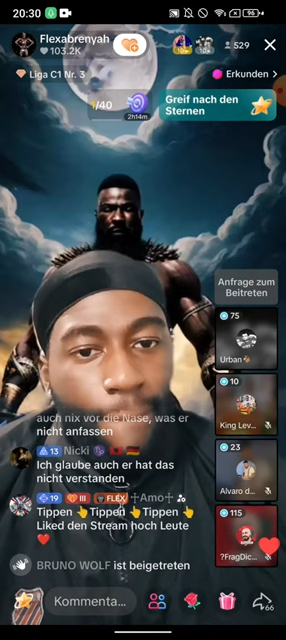 20:30
96
Flexabrenyah
103.2K
529
Liga C1 Nr. 3
Erkunden >
/40
2h14m
Greif nach den
Sternen
Anfrage zum
Beitreten
75
Urban
10
King Lev...
23
Alvaro d...
115
?FragDic...
auch nix vor die Nase, was er
nicht anfassen
13 Nicki
Ich glaube auch er hat das
nicht verstanden
19 III FLEX ✝Amo✝
Tippen 👆Tippen 👆Tippen 👆
Liked den Stream hoch Leute
❤️
BRUNO WOLF ist beigetreten
Kommenta...
66